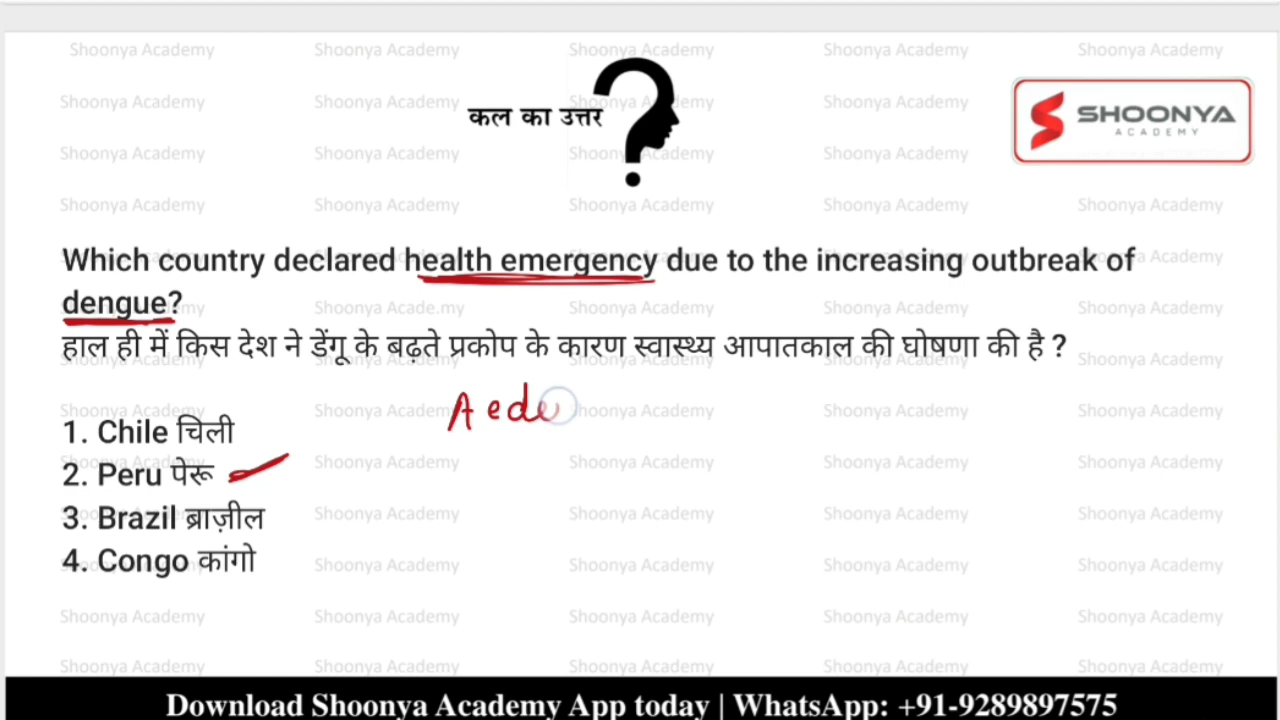 कल का उत्तर
SHOONYA
ACADEMY
Which country declared health emergency due to the increasing outbreak of
dengue?
हाल ही में किस देश ने डेंगू के बढ़ते प्रकोप के कारण स्वास्थ्य आपातकाल की घोषणा की है ?
Aede
1. Chile चिली
2. Peru पेरू
3. Brazil ब्राज़ील
4. Congo कांगो
Download Shoonya Academy App today | WhatsApp: +91-9289897575